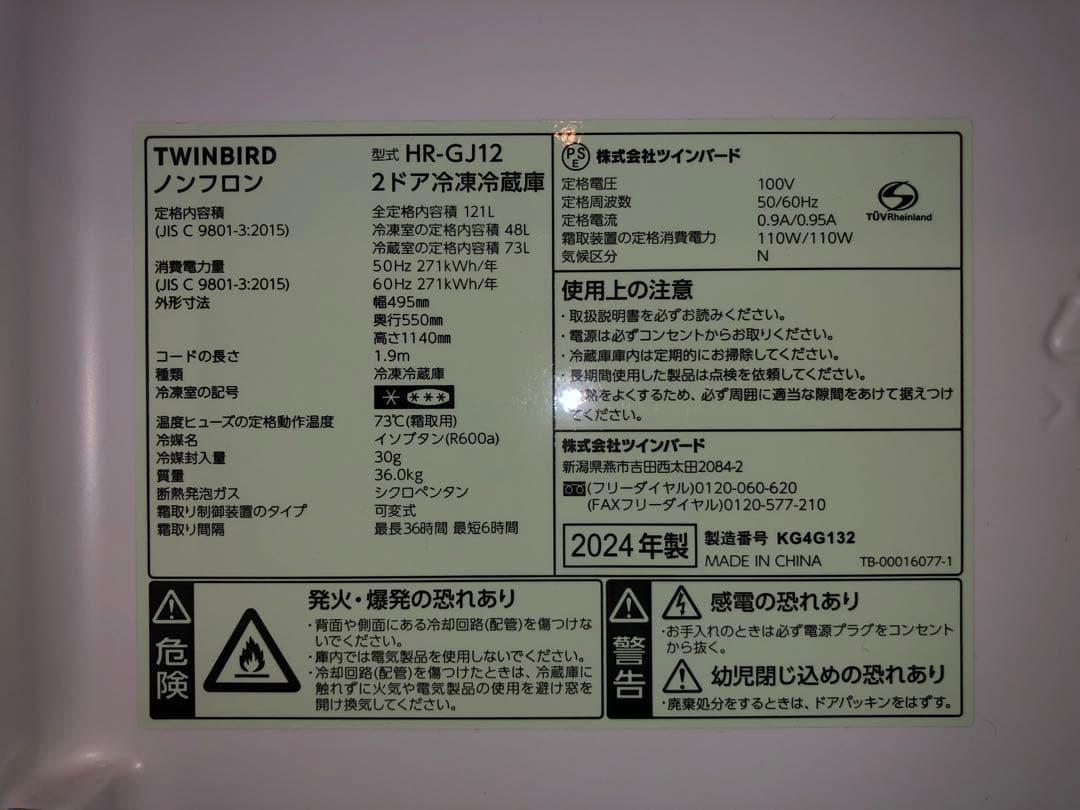 TWINBIRD
ノンフロン
型式 HR-GJ12
2ドア冷凍冷蔵庫
定格内容積 全定格内容積 121L
(JIS C 9801-3:2015) 冷凍室の定格内容積 48L
冷蔵室の定格内容積 73L
消費電力量 50Hz 271kWh/年
(JIS C 9801-3:2015) 60Hz 271kWh/年
外形寸法 幅495㎜
奥行550㎜
高さ1140㎜
コードの長さ 1.9m
種類 冷凍冷蔵庫
冷凍室の記号
温度ヒューズの定格動作温度 73℃(霜取用)
冷媒名 イソブタン(R600a)
冷媒封入量 30g
質量 36.0kg
断熱発泡ガス シクロペンタン
霜取り制御装置のタイプ 可変式
霜取り間隔 最長36時間 最短6時間
PSE 株式会社ツインバード
定格電圧 100V
定格周波数 50/60Hz
定格電流 0.9A/0.95A
霜取装置の定格消費電力 110W/110W
気候区分 N
TÜVRheinland
使用上の注意
・取扱説明書を必ずお読みください。
・電源は必ずコンセントからお取りください。
・冷蔵庫庫内は定期的にお掃除してください。
・長期間使用した製品は点検を依頼してください。
熱をよくするため、必ず周囲に適当な隙間をあけて据えつけ
てください。
株式会社ツインバード
新潟県燕市吉田西太田2084-2
(フリーダイヤル)0120-060-620
(FAXフリーダイヤル)0120-577-210
2024年製
製造番号 KG4G132
MADE IN CHINA TB-00016077-1
危険
発火・爆発の恐れあり
・背面や側面にある冷却回路(配管)を傷つけな
いでください。
・庫内では電気製品を使用しないでください。
・冷却回路(配管)を傷つけたときは、冷蔵庫に
触れずに火気や電気製品の使用を避け窓を
開け換気してください。
警告
感電の恐れあり
・お手入れのときは必ず電源プラグをコンセント
から抜く。
幼児閉じ込めの恐れあり
・廃棄処分をするときは、ドアパッキンをはずす。